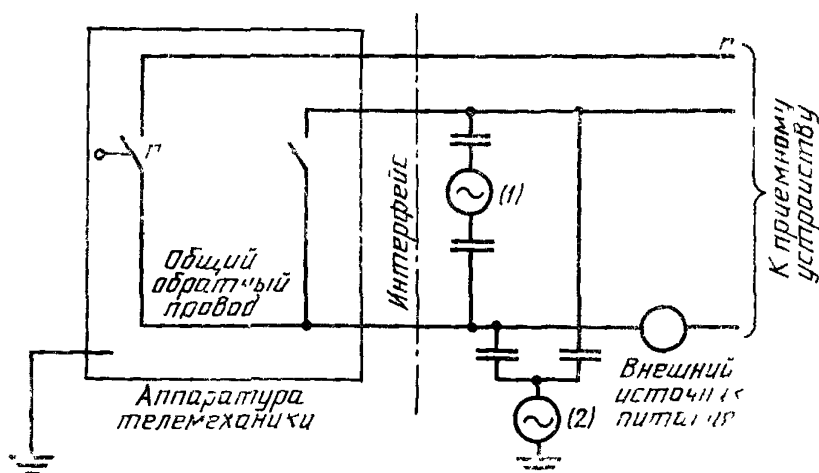 г
г
Общий
обратный
провод
Интерфейс
(1)
К приемному
устройству
Аппаратура
телемеханики
Внешний
источник
питания
(2)